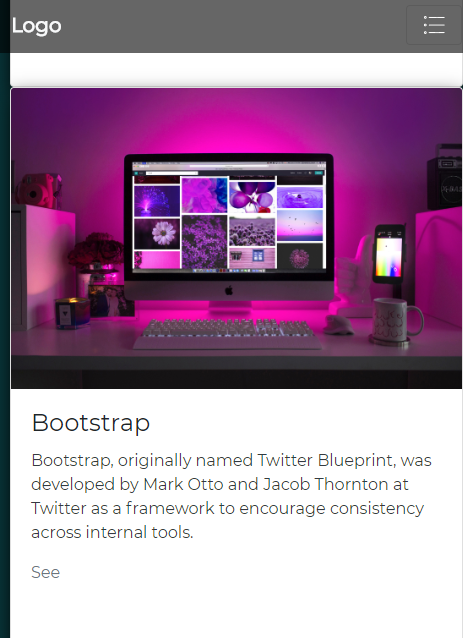 Logo
Bootstrap
Bootstrap, originally named Twitter Blueprint, was
developed by Mark Otto and Jacob Thornton at
Twitter as a framework to encourage consistency
across internal tools.
See